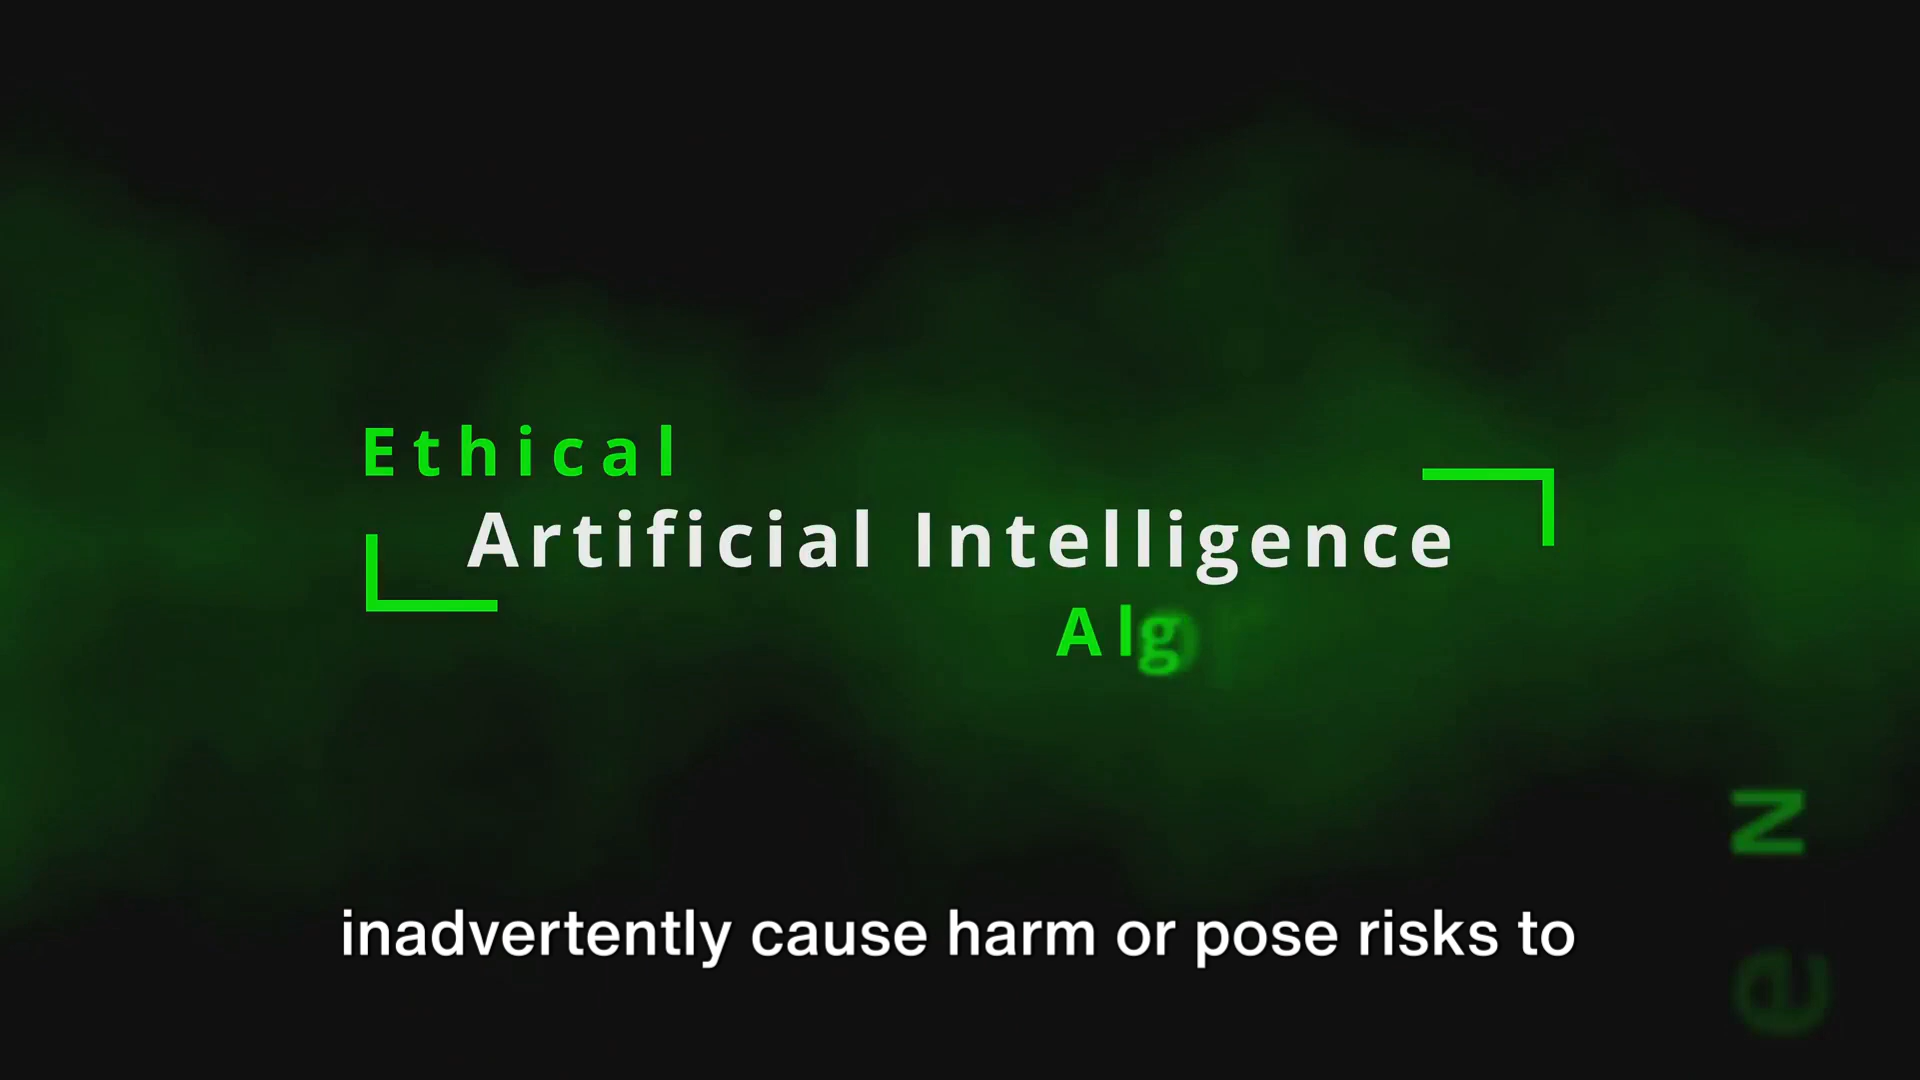 Ethical
Artificial Intelligence
Alg
inadvertently cause harm or pose risks to